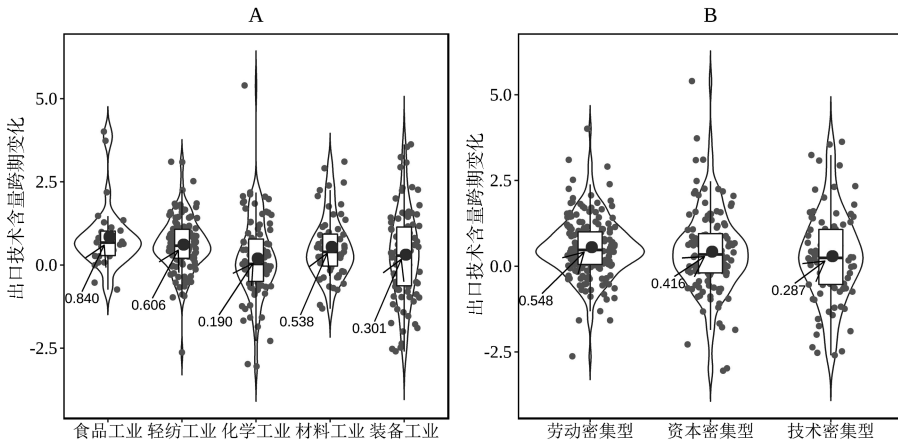 A
出口技术含量跨期变化
5.0
2.5
0.0
-2.5
0.840
0.606
0.190
0.538
0.301
食品工业 轻纺工业 化学工业 材料工业 装备工业
B
出口技术含量跨期变化
5.0
2.5
0.0
-2.5
0.548
0.416
0.287
劳动密集型 资本密集型 技术密集型